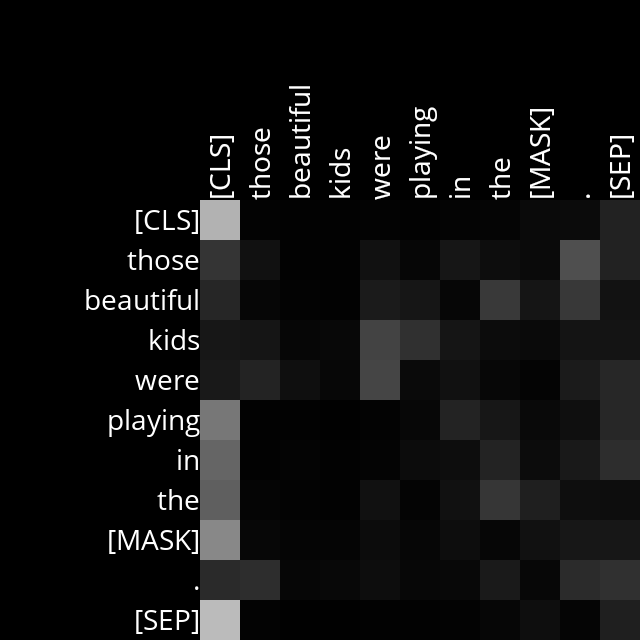 [CLS] those beautiful kids were playing in the [MASK] . [SEP]
[CLS]
those
beautiful
kids
were
playing
in
the
[MASK]
.
[SEP]